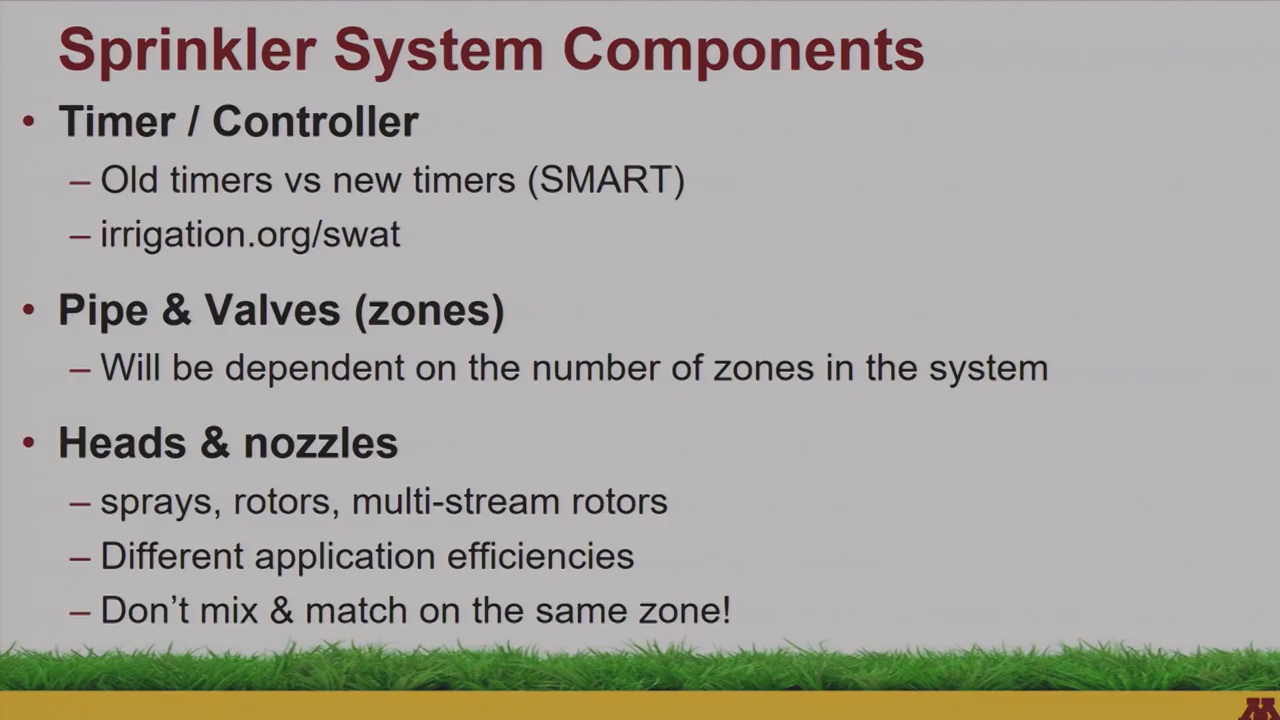 Sprinkler System Components
• Timer / Controller
– Old timers vs new timers (SMART)
– irrigation.org/swat
• Pipe & Valves (zones)
– Will be dependent on the number of zones in the system
• Heads & nozzles
– sprays, rotors, multi-stream rotors
– Different application efficiencies
– Don’t mix & match on the same zone!